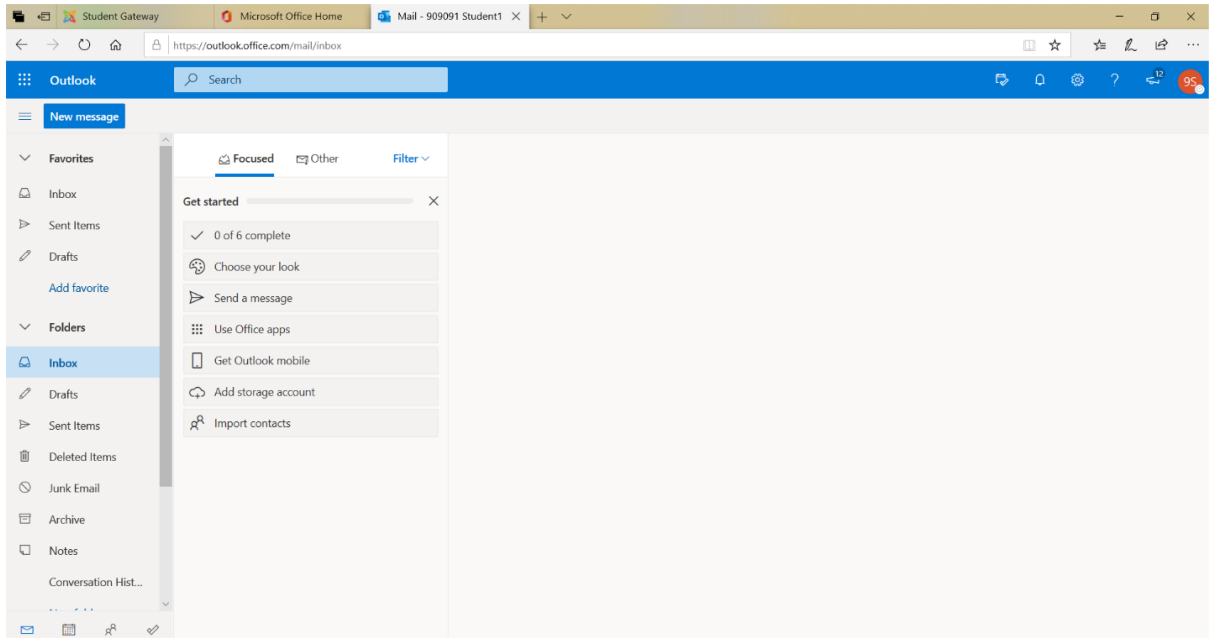 Student Gateway
Microsoft Office Home
Mail - 909091 Student1
https://outlook.office.com/mail/inbox
Outlook
Search
12
9S
New message
Favorites
Inbox
Sent Items
Drafts
Add favorite
Folders
Inbox
Drafts
Sent Items
Deleted Items
Junk Email
Archive
Notes
Conversation Hist...
Focused
Other
Filter
Get started
0 of 6 complete
Choose your look
Send a message
Use Office apps
Get Outlook mobile
Add storage account
Import contacts